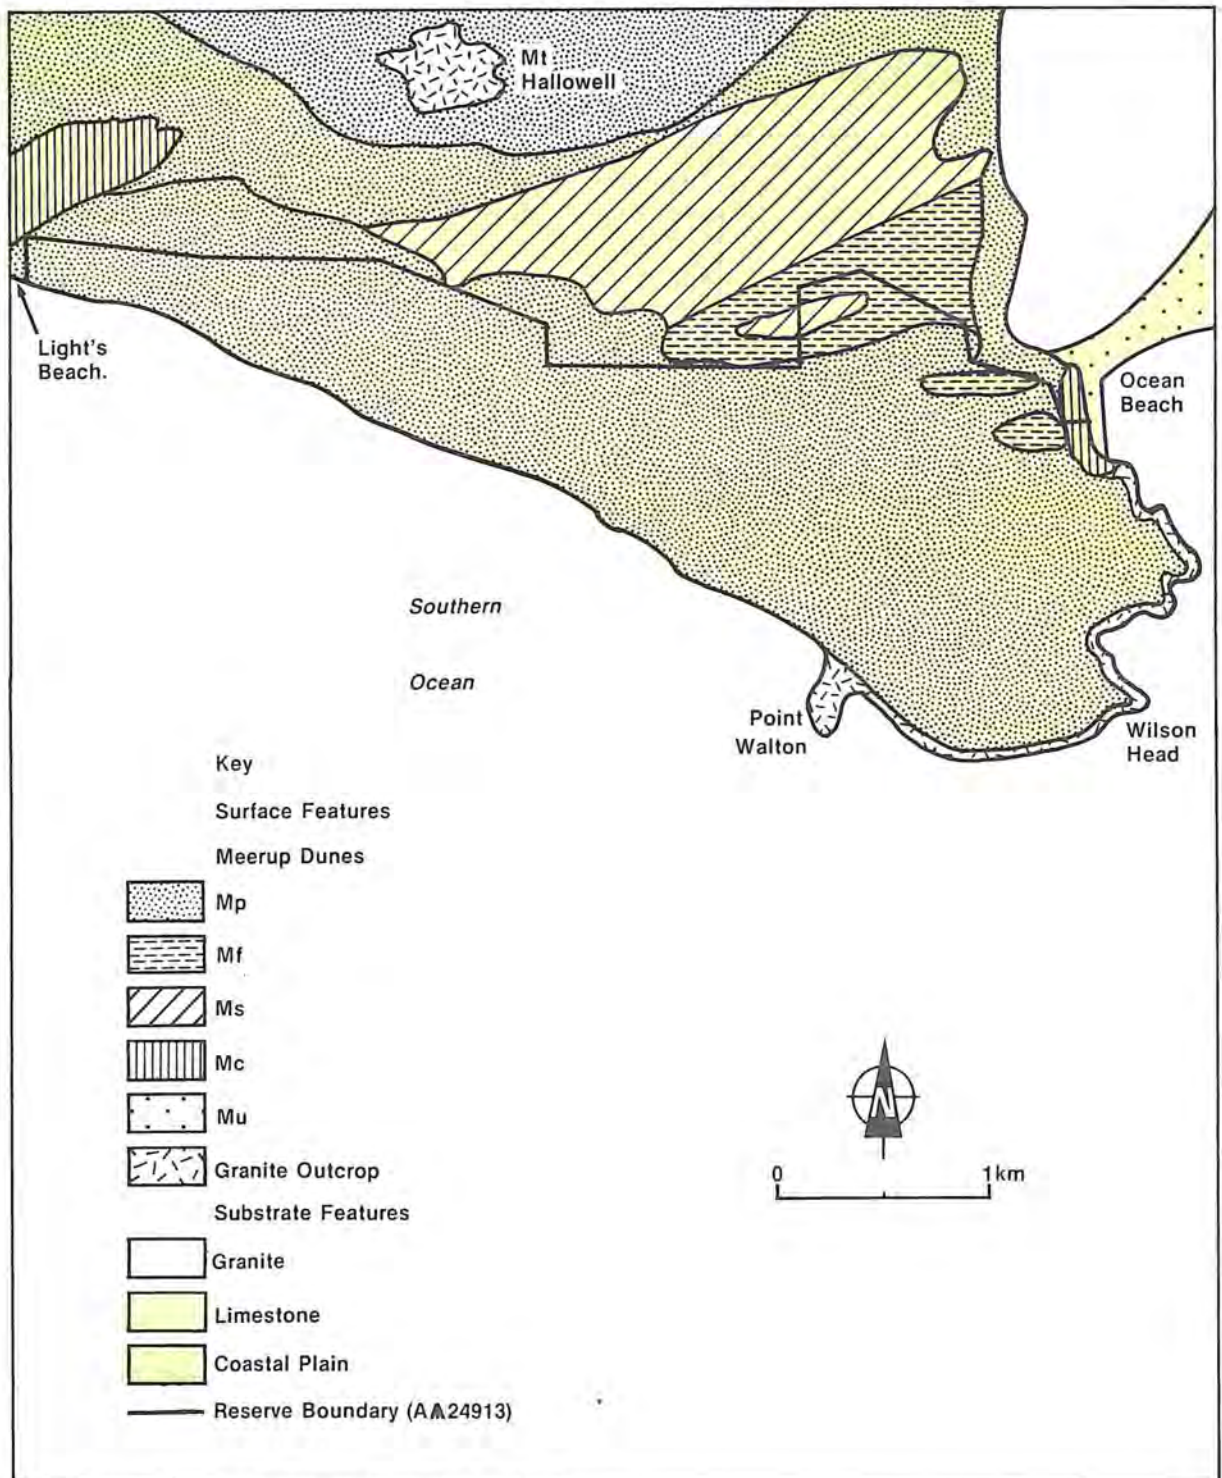 Mt
Hallowell
Light's
Beach.
Ocean
Beach
Southern
Ocean
Point
Walton
Wilson
Head
Key
Surface Features
Meerup Dunes
Mp
Mf
Ms
Mc
Mu
Granite Outcrop
N
0 1km
Substrate Features
Granite
Limestone
Coastal Plain
Reserve Boundary (AA24913)